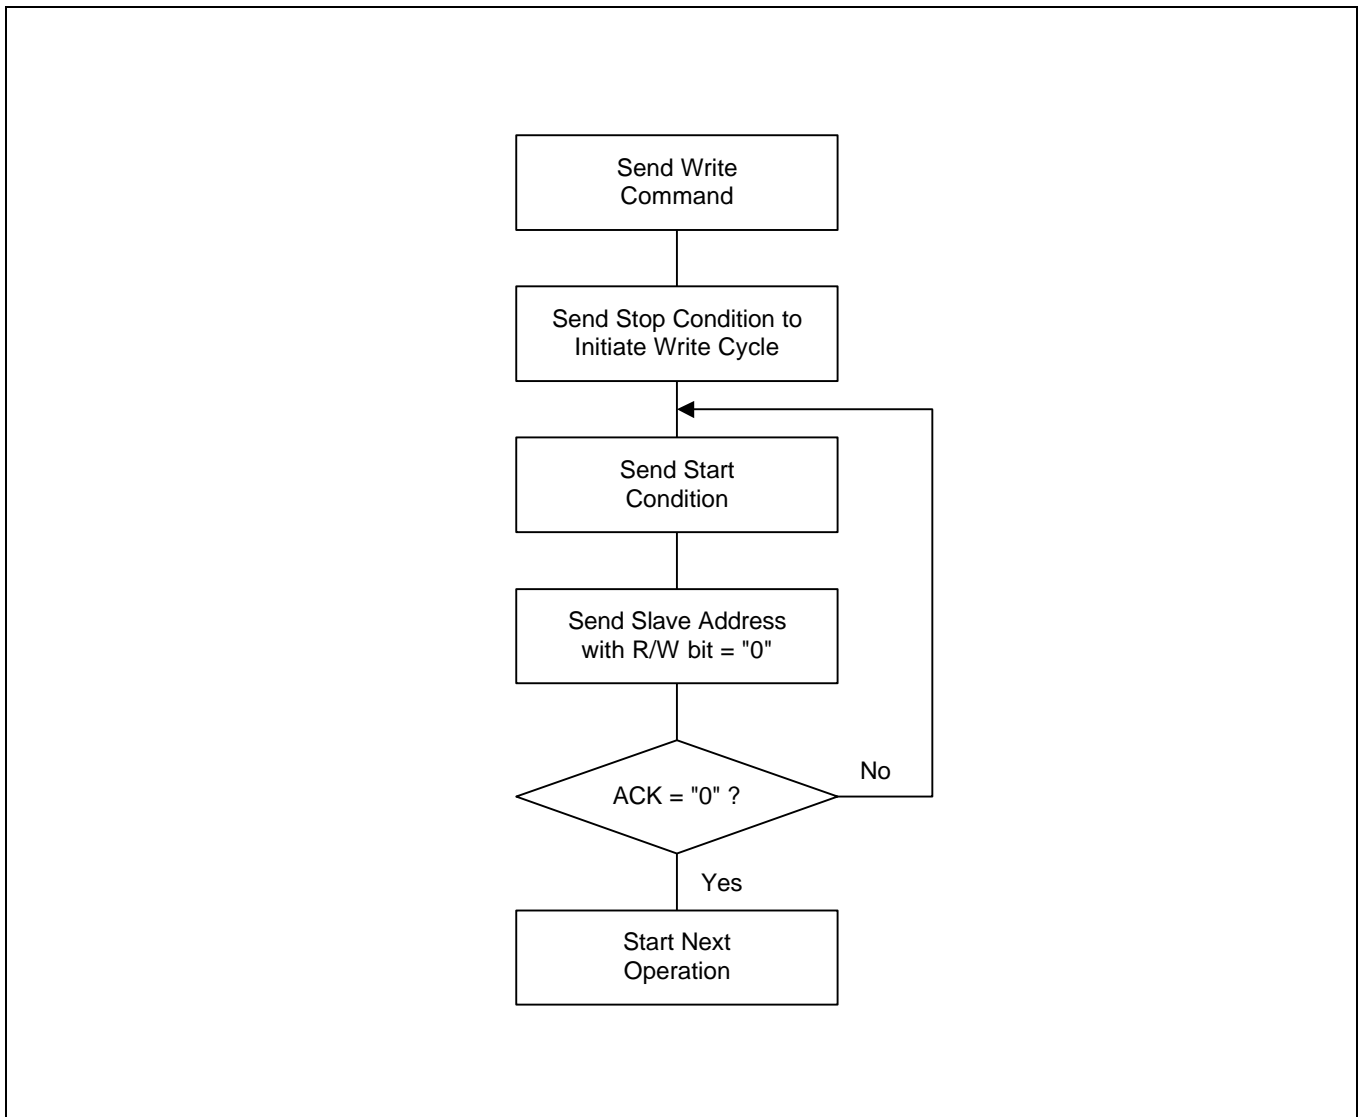 Send Write
Command
Send Stop Condition to
Initiate Write Cycle
Send Start
Condition
Send Slave Address
with R/W bit = "0"
ACK = "0" ?
No
Yes
Start Next
Operation